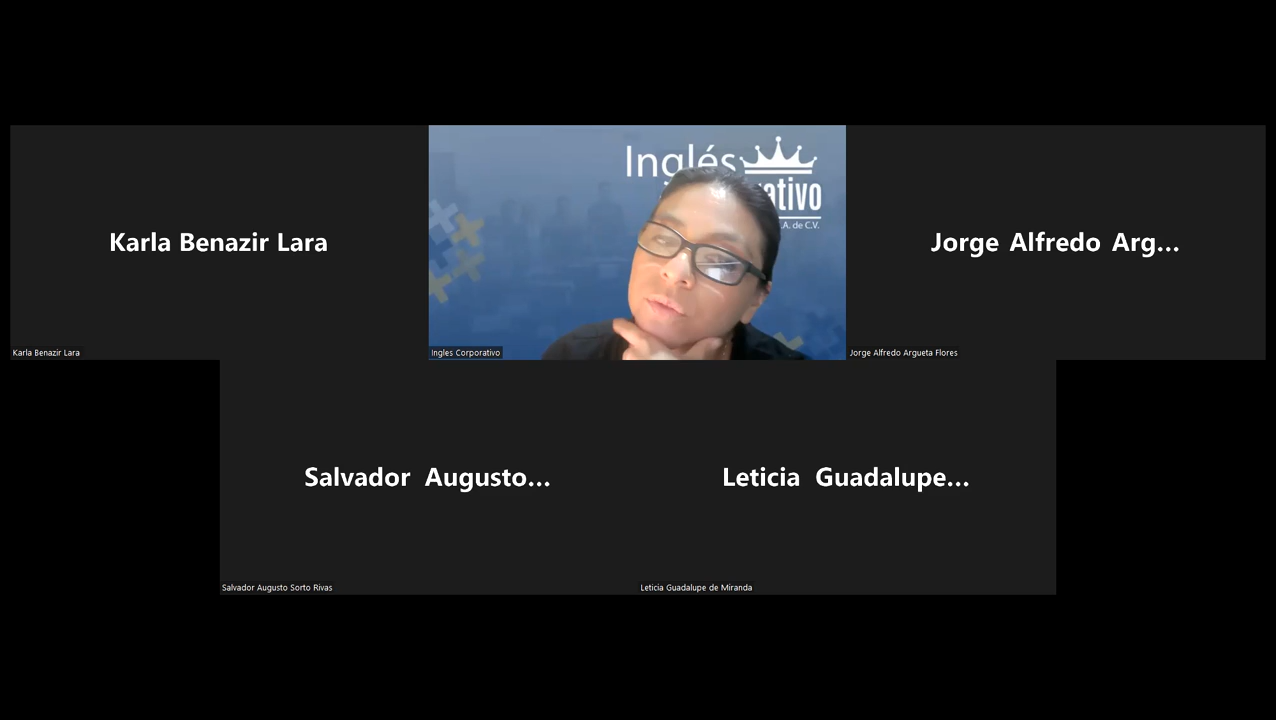 Inglés
ativo
. A. de C.V.
Karla Benazir Lara
Jorge Alfredo Arg...
Karla Benazir Lara
Ingles Corporativo
Jorge Alfredo Argueta Flores
Salvador Augusto...
Leticia Guadalupe...
Salvador Augusto Sorto Rivas
Leticia Guadalupe de Miranda